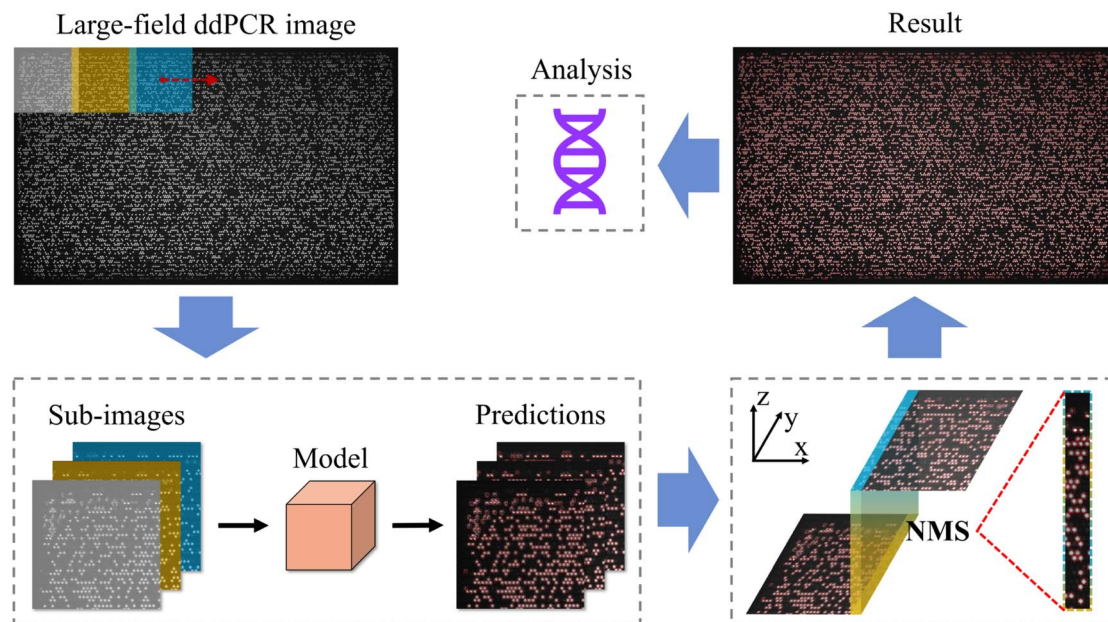 Large-field ddPCR image
Result
Analysis
Sub-images
Model
Predictions
z
y
x
NMS